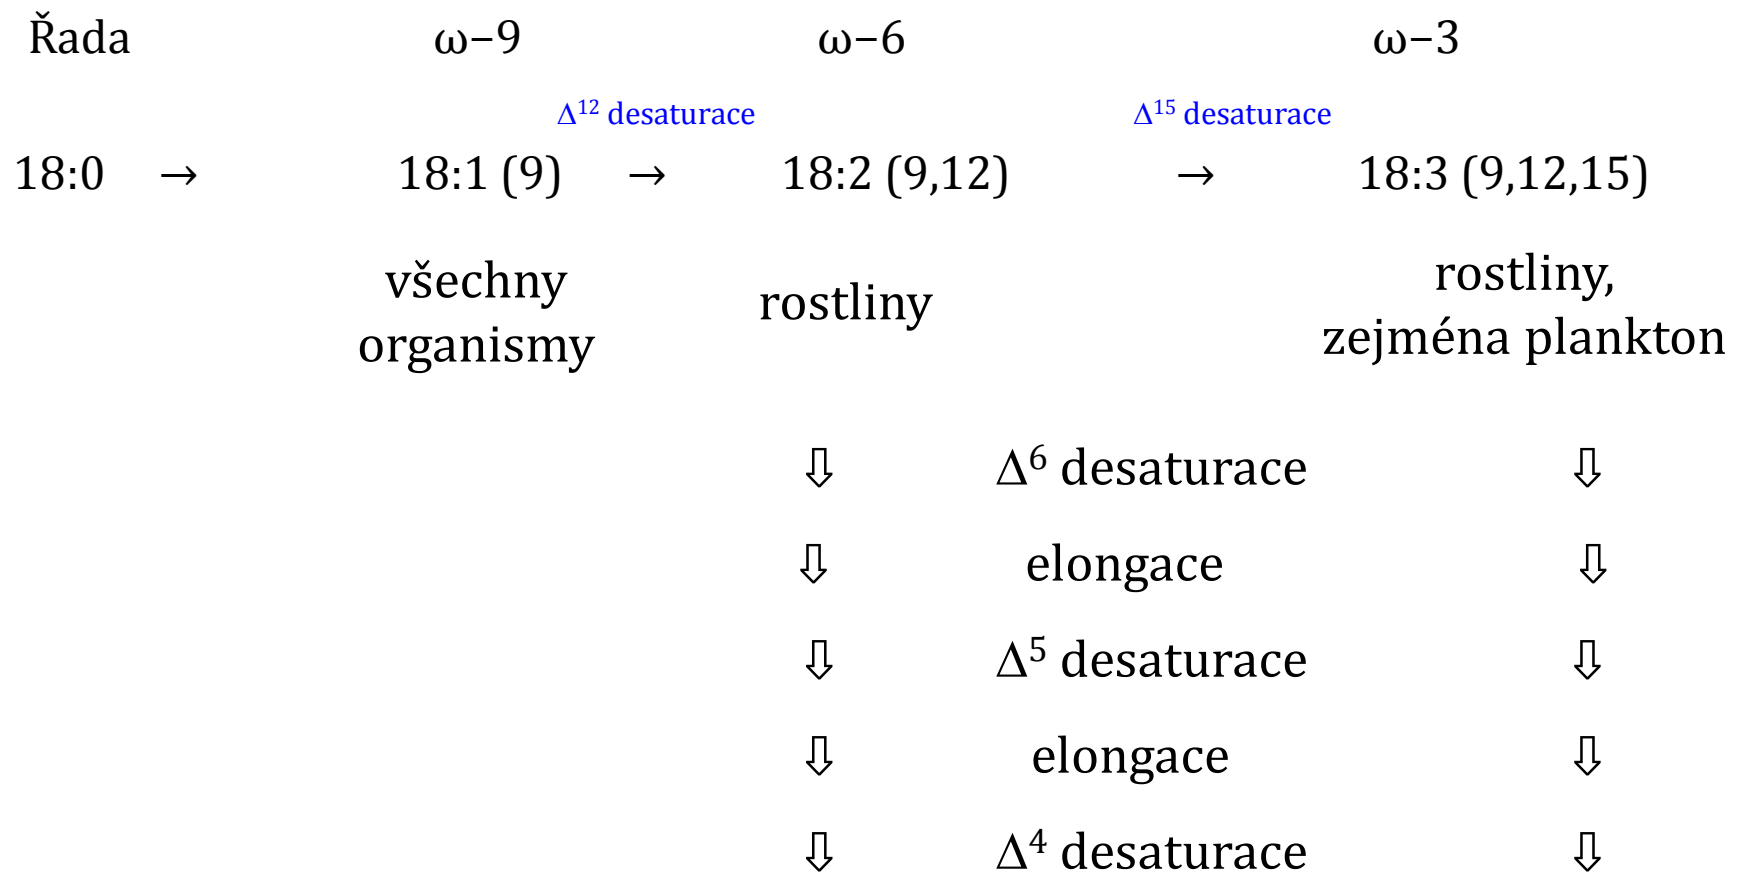 Řada ω–9 ω–6 ω–3
Δ¹² desaturace Δ¹⁵ desaturace
18:0 → 18:1 (9) → 18:2 (9,12) → 18:3 (9,12,15)
všechny
organismy
rostliny
rostliny,
zejména plankton
⇩ Δ⁶ desaturace ⇩
⇩ elongace ⇩
⇩ Δ⁵ desaturace ⇩
⇩ elongace ⇩
⇩ Δ⁴ desaturace ⇩